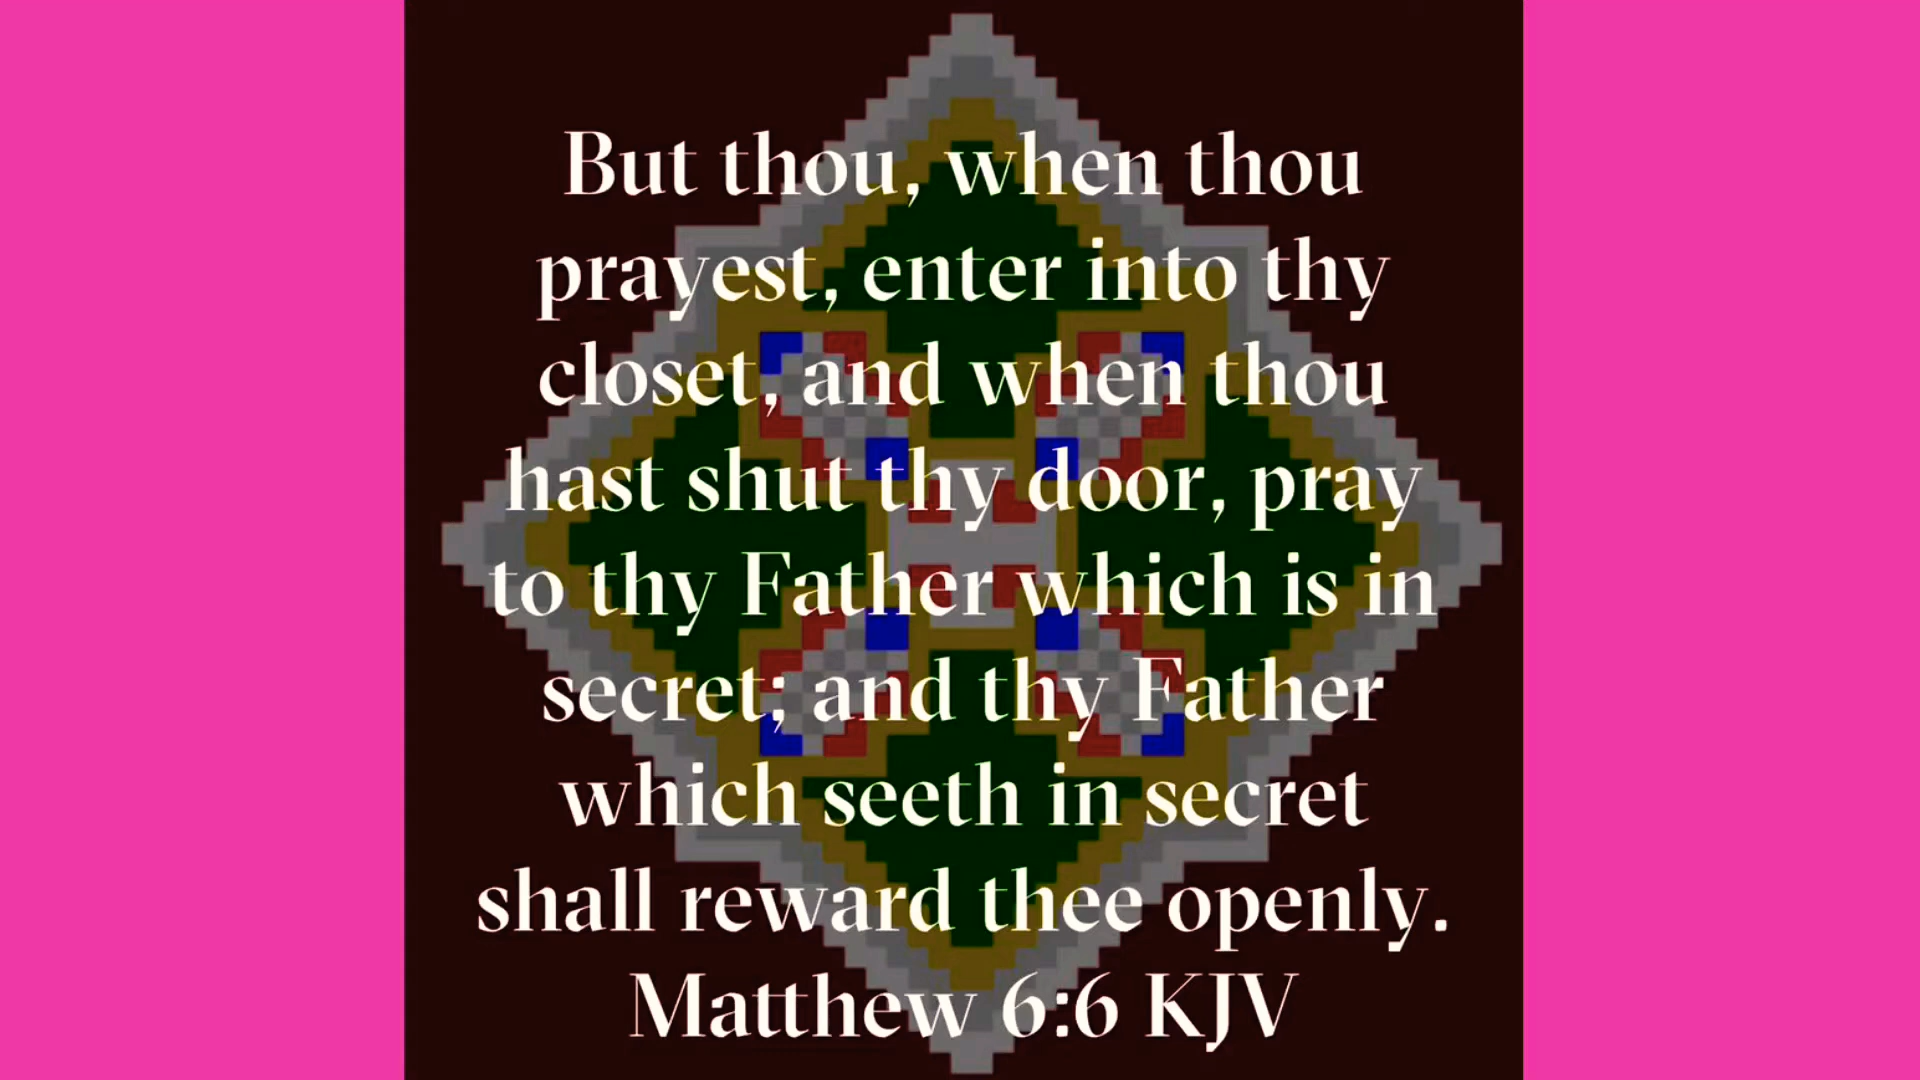 But thou, when thou
prayest, enter into thy
closet, and when thou
hast shut thy door, pray
to thy Father which is in
secret; and thy Father
which seeth in secret
shall reward thee openly.
Matthew 6:6 KJV